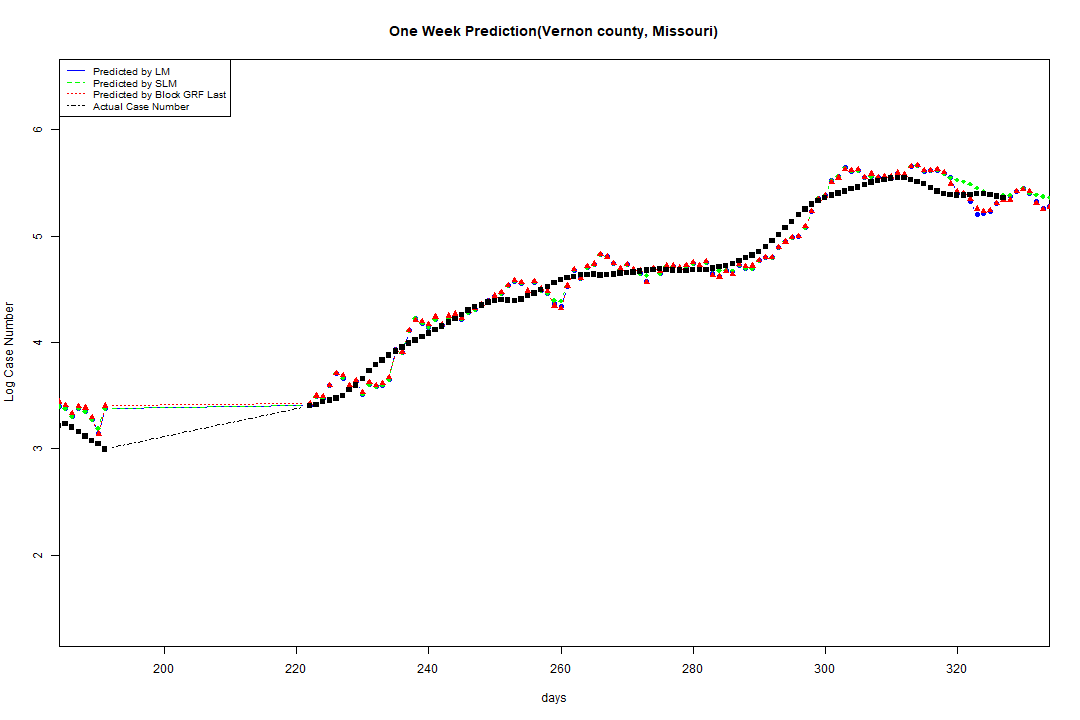 One Week Prediction(Vernon county, Missouri)
Predicted by LM
Predicted by SLM
Predicted by Block GRF Last
Actual Case Number
Log Case Number
6
5
4
3
2
200 220 240 260 280 300 320
days